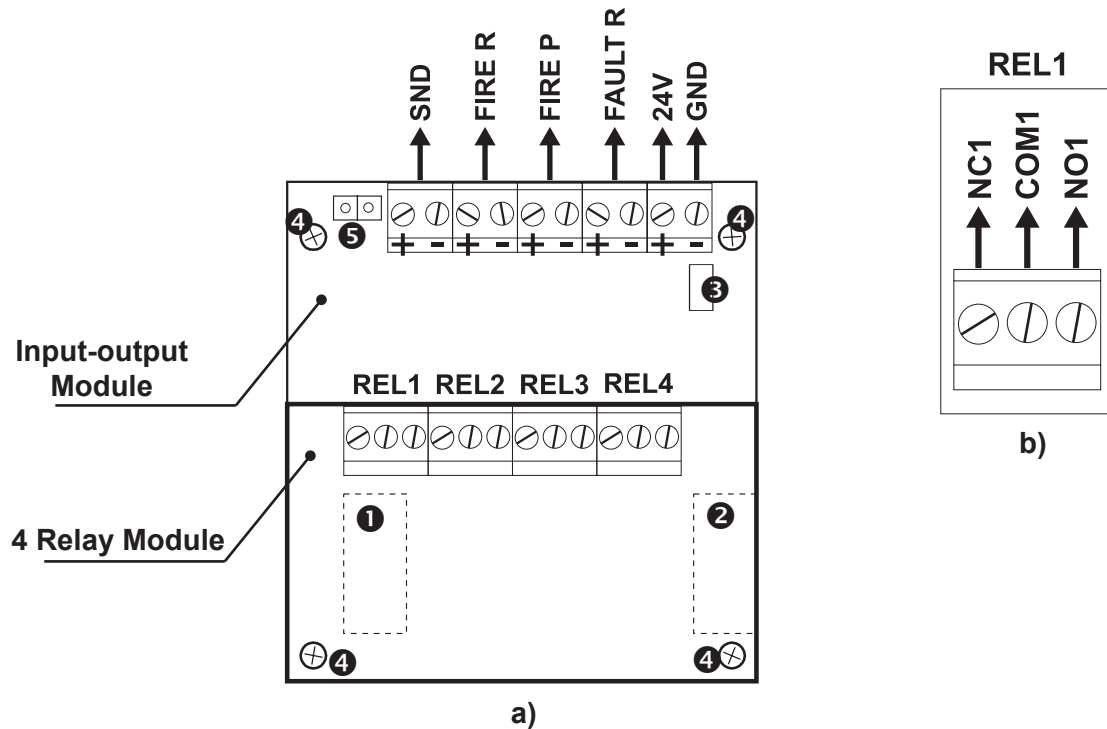 SND
FIRE R
FIRE P
FAULT R
24V
GND
4
5
4
+ - + - + - + - + -
3
Input-output
Module
REL1 REL2 REL3 REL4
4 Relay Module
1
2
4
4
a)
REL1
NC1
COM1
NO1
b)